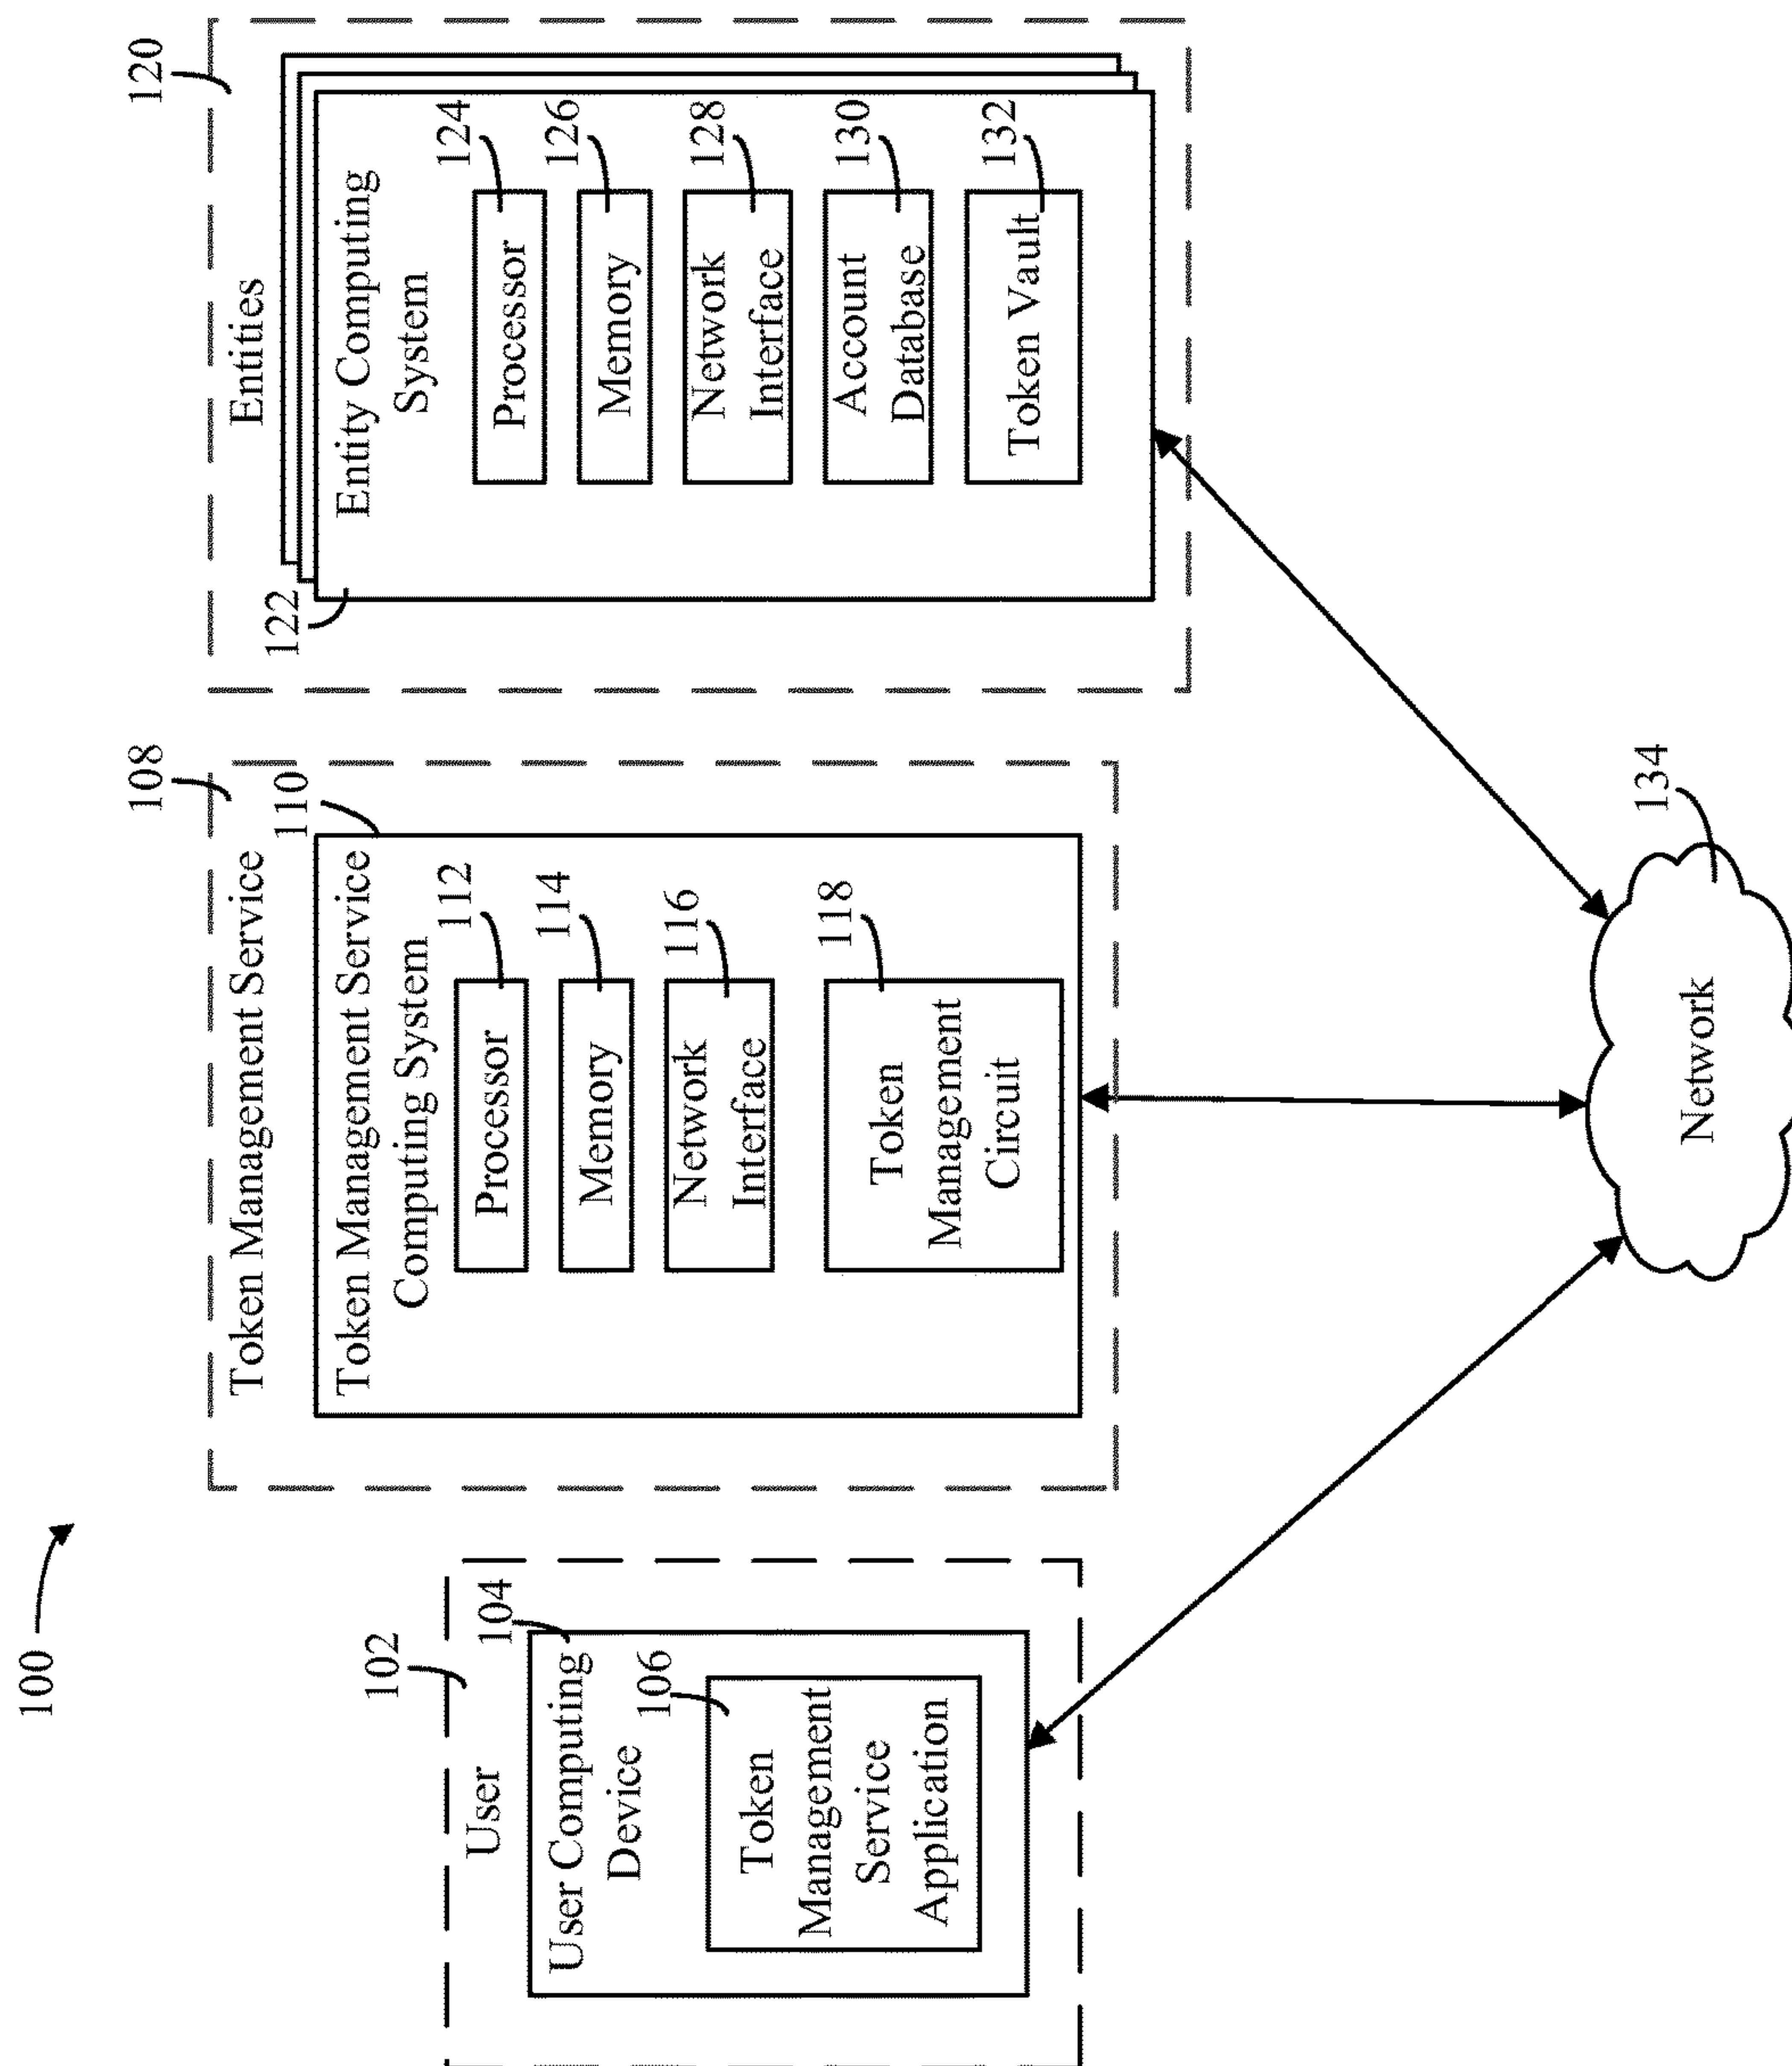 100
102
User
104
User Computing
Device
106
Token
Management
Service
Application
108
Token Management Service
110
Token Management Service
Computing System
112
Processor
114
Memory
116
Network
Interface
118
Token
Management
Circuit
120
Entities
122
Entity Computing
System
124
Processor
126
Memory
128
Network
Interface
130
Account
Database
132
Token Vault
134
Network